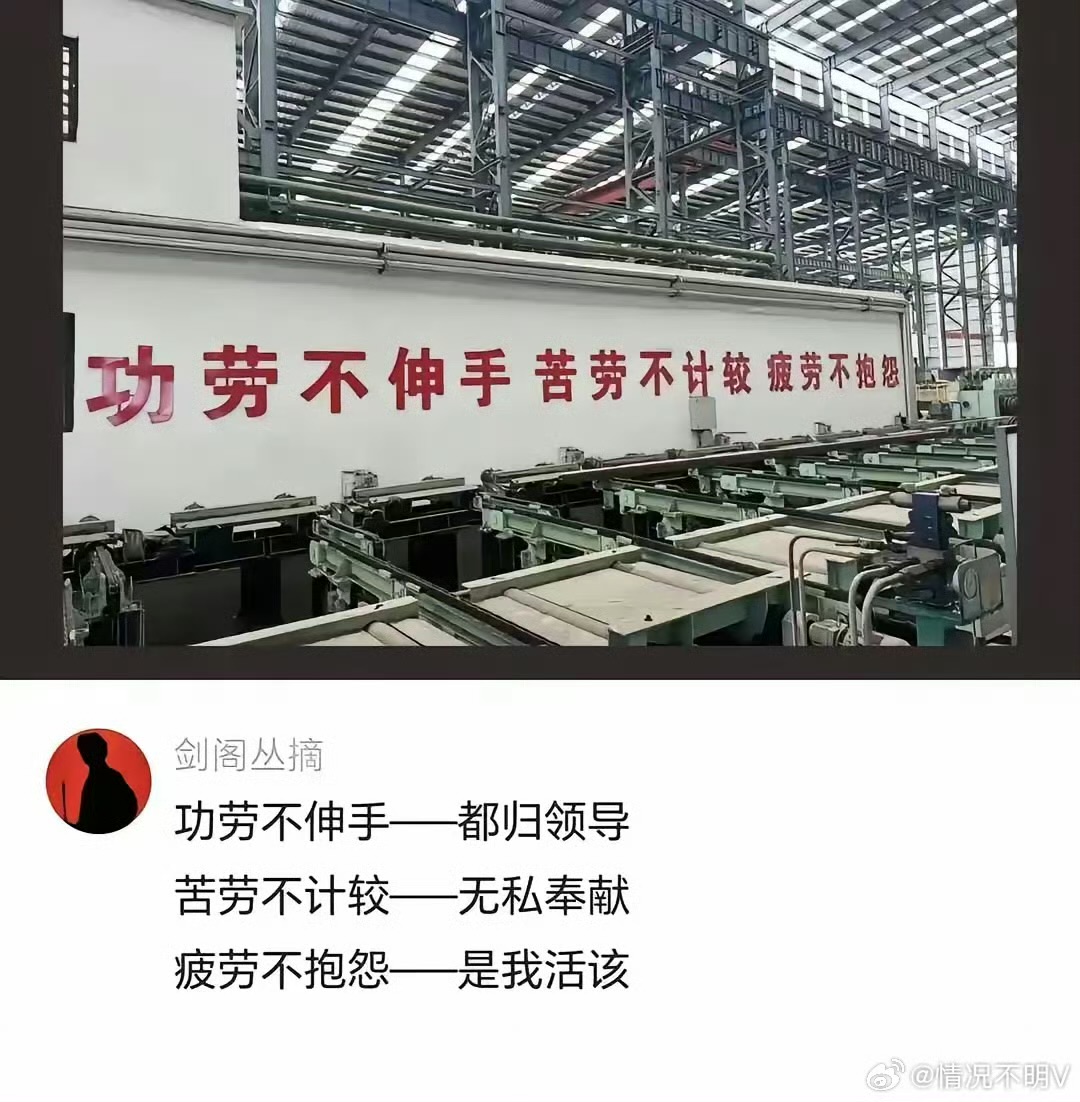 功劳不伸手 苦劳不计较 疲劳不抱怨
剑阁丛摘
功劳不伸手——都归领导
苦劳不计较——无私奉献
疲劳不抱怨——是我活该
@情况不明V